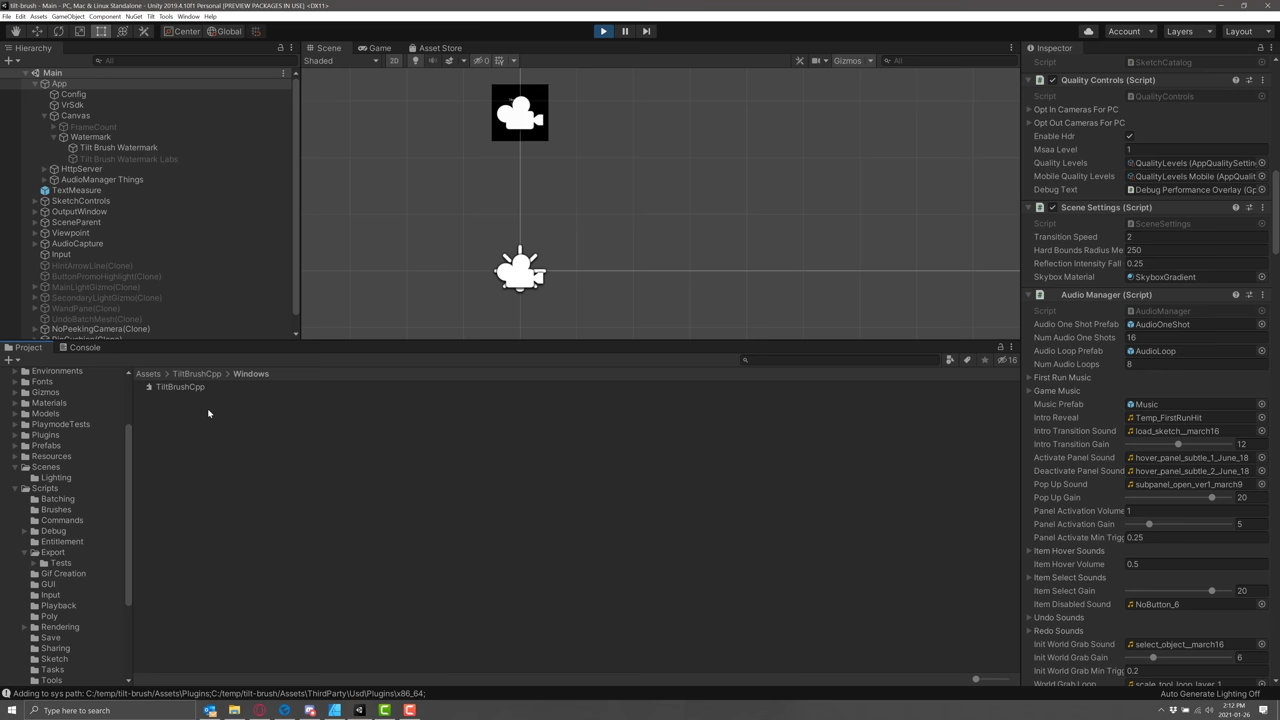 tilt-brush - Main - PC, Mac & Linux Standalone - Unity 2019.4.10f1 [PREVIEW PACKAGES IN USE] <DX11>
File Edit Assets GameObject Component NuGet Tilt Tools Window Help
Center Global Account Layers Layout
Hierarchy
All
Main
App
Config
VrSdk
Canvas
FrameCount
Watermark
Tilt Brush Watermark
Tilt Brush Watermark Labs
HttpServer
AudioManager Things
TextMeasure
SketchControls
OutputWindow
SceneParent
Viewpoint
AudioCapture
Input
HintArrowLine(Clone)
ButtonPromoHighlight(Clone)
MainLightGizmo(Clone)
SecondaryLightGizmo(Clone)
WandPane(Clone)
UndoBatchMesh(Clone)
NoPeekingCamera(Clone)
Scene Game Asset Store
Shaded 2D 0 Gizmos All
Inspector
Script SketchCatalog
Quality Controls (Script)
Script QualityControls
Opt In Cameras For PC
Opt Out Cameras For PC
Enable Hdr
Msaa Level 1
Quality Levels QualityLevels (AppQualitySettin
Mobile Quality Levels QualityLevels Mobile (AppQualit
Debug Text Debug Performance Overlay (Gp
Scene Settings (Script)
Script SceneSettings
Transition Speed 2
Hard Bounds Radius Me 250
Reflection Intensity Fall 0.25
Skybox Material SkyboxGradient
Audio Manager (Script)
Script AudioManager
Audio One Shot Prefab AudioOneShot
Num Audio One Shots 16
Audio Loop Prefab AudioLoop
Num Audio Loops 8
First Run Music
Game Music
Music Prefab Music
Intro Reveal Temp_FirstRunHit
Intro Transition Sound load_sketch__march16
Intro Transition Gain 12
Activate Panel Sound hover_panel_subtle_1_June_18
Deactivate Panel Sound hover_panel_subtle_2_June_18
Pop Up Sound subpanel_open_ver1_march9
Pop Up Gain 20
Panel Activation Volume 1
Panel Activation Gain 5
Panel Activate Min Trigg 0.25
Item Hover Sounds
Item Hover Volume 0.5
Item Select Sounds
Item Select Gain 20
Item Disabled Sound NoButton_6
Undo Sounds
Redo Sounds
Init World Grab Sound select_object__march16
Init World Grab Gain 6
Init World Grab Min Trig 0.2
World Grab Loop scale_tool_loop_layer_1
Project Console
16
Environments
Fonts
Gizmos
Materials
Models
PlaymodeTests
Plugins
Prefabs
Resources
Scenes
Lighting
Scripts
Batching
Brushes
Commands
Debug
Entitlement
Export
Tests
Gif Creation
GUI
Input
Playback
Poly
Rendering
Save
Sharing
Sketch
Tasks
Tools
Assets > TiltBrushCpp > Windows
TiltBrushCpp
Adding to sys path: C:/temp/tilt-brush/Assets\Plugins;C:/temp/tilt-brush/Assets\ThirdParty\Usd\Plugins\x86_64;
Auto Generate Lighting Off
Type here to search
2:12 PM
2021-01-26